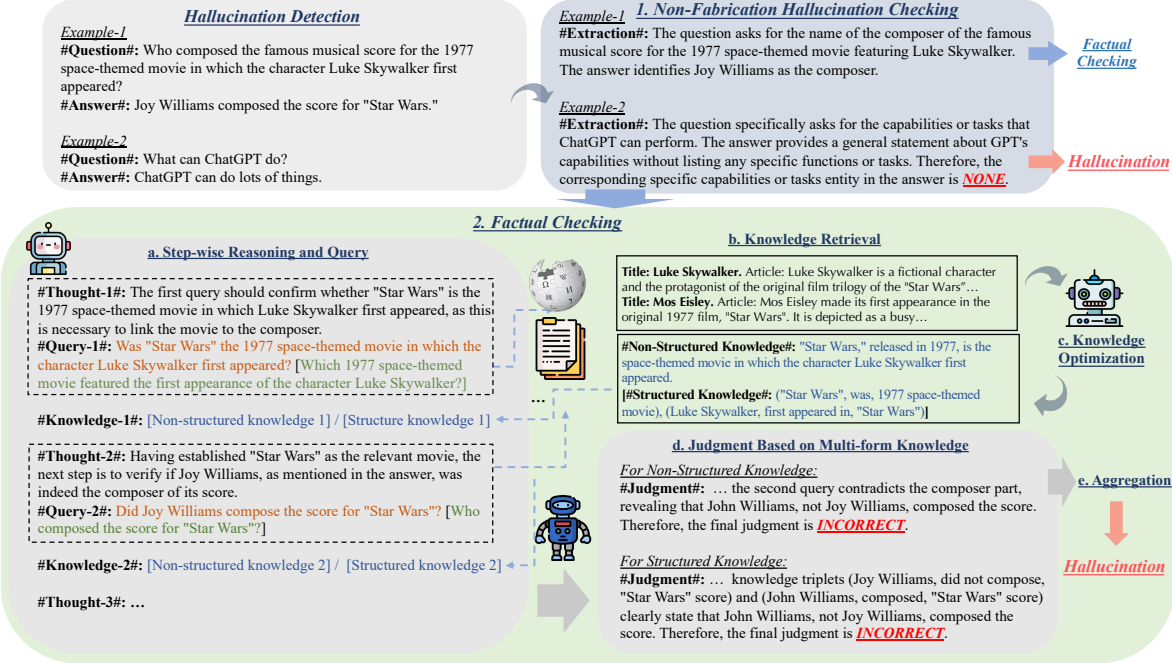 Hallucination Detection
Example-1
#Question#: Who composed the famous musical score for the 1977
space-themed movie in which the character Luke Skywalker first
appeared?
#Answer#: Joy Williams composed the score for "Star Wars."
Example-2
#Question#: What can ChatGPT do?
#Answer#: ChatGPT can do lots of things.
1. Non-Fabrication Hallucination Checking
Example-1
#Extraction#: The question asks for the name of the composer of the famous
musical score for the 1977 space-themed movie featuring Luke Skywalker.
The answer identifies Joy Williams as the composer.
Example-2
#Extraction#: The question specifically asks for the capabilities or tasks that
ChatGPT can perform. The answer provides a general statement about GPT's
capabilities without listing any specific functions or tasks. Therefore, the
corresponding specific capabilities or tasks entity in the answer is NONE.
Factual
Checking
Hallucination
2. Factual Checking
a. Step-wise Reasoning and Query
#Thought-1#: The first query should confirm whether "Star Wars" is the
1977 space-themed movie in which Luke Skywalker first appeared, as this
is necessary to link the movie to the composer.
#Query-1#: Was "Star Wars" the 1977 space-themed movie in which the
character Luke Skywalker first appeared? [Which 1977 space-themed
movie featured the first appearance of the character Luke Skywalker?]
#Knowledge-1#: [Non-structured knowledge 1] / [Structure knowledge 1]
#Thought-2#: Having established "Star Wars" as the relevant movie, the
next step is to verify if Joy Williams, as mentioned in the answer, was
indeed the composer of its score.
#Query-2#: Did Joy Williams compose the score for "Star Wars"? [Who
composed the score for "Star Wars"?]
#Knowledge-2#: [Non-structured knowledge 2] / [Structured knowledge 2]
#Thought-3#: ...
...
b. Knowledge Retrieval
Title: Luke Skywalker. Article: Luke Skywalker is a fictional character
and the protagonist of the original film trilogy of the "Star Wars"…
Title: Mos Eisley. Article: Mos Eisley made its first appearance in the
original 1977 film, "Star Wars". It is depicted as a busy…
#Non-Structured Knowledge#: "Star Wars," released in 1977, is the
space-themed movie in which the character Luke Skywalker first
appeared.
[#Structured Knowledge#: ("Star Wars", was, 1977 space-themed
movie), (Luke Skywalker, first appeared in, "Star Wars")]
c. Knowledge
Optimization
d. Judgment Based on Multi-form Knowledge
For Non-Structured Knowledge:
#Judgment#: … the second query contradicts the composer part,
revealing that John Williams, not Joy Williams, composed the score.
Therefore, the final judgment is INCORRECT.
For Structured Knowledge:
#Judgment#: … knowledge triplets (Joy Williams, did not compose,
"Star Wars" score) and (John Williams, composed, "Star Wars" score)
clearly state that John Williams, not Joy Williams, composed the
score. Therefore, the final judgment is INCORRECT.
e. Aggregation
Hallucination